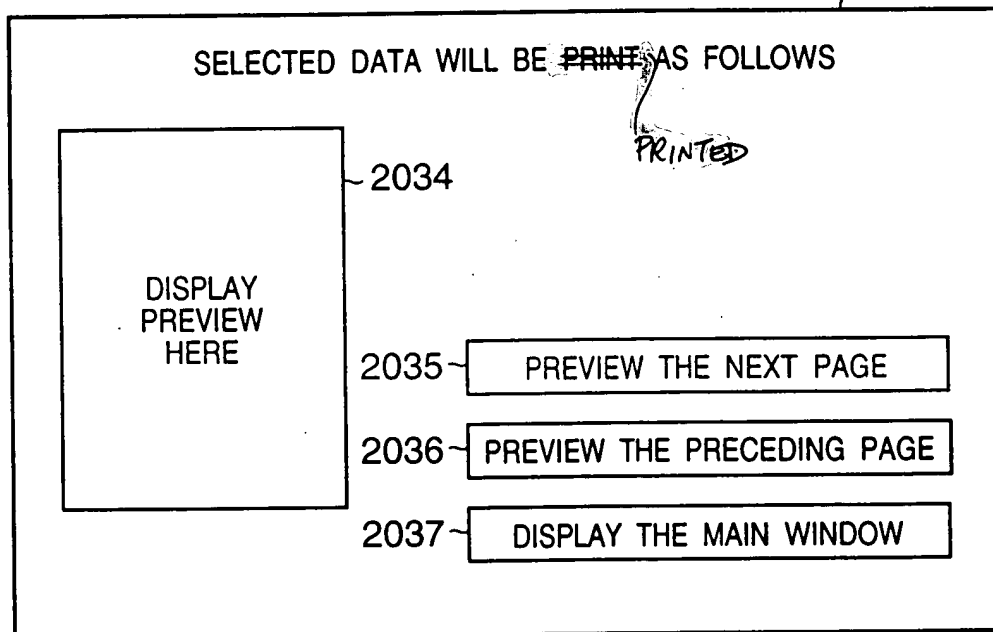 SELECTED DATA WILL BE PRINT AS FOLLOWS
PRINTED
2034
DISPLAY
PREVIEW
HERE
2035 PREVIEW THE NEXT PAGE
2036 PREVIEW THE PRECEDING PAGE
2037 DISPLAY THE MAIN WINDOW